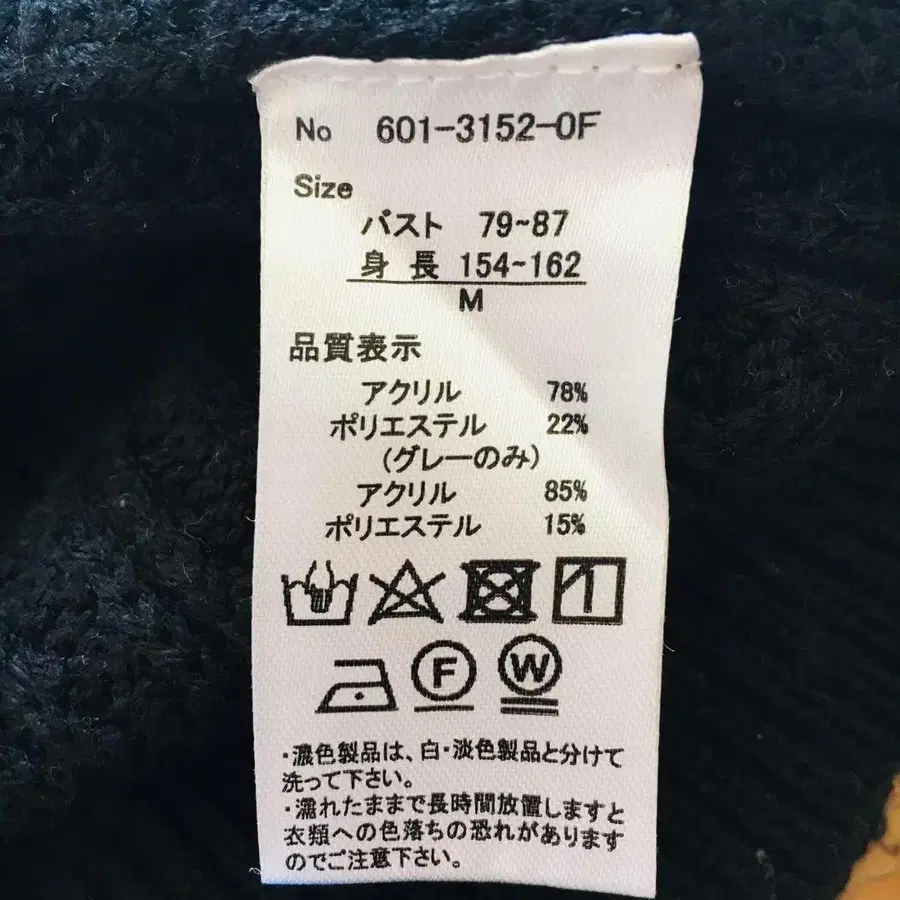 No 601-3152-0F
Size
バスト 79~87
身長 154~162
M
品質表示
アクリル 78%
ポリエステル 22%
(グレーのみ)
アクリル 85%
ポリエステル 15%
F W
・濃色製品は、白・淡色製品と分けて
洗って下さい。
・濡れたままで長時間放置しますと
衣類への色落ちの恐れがあります
のでご注意下さい。